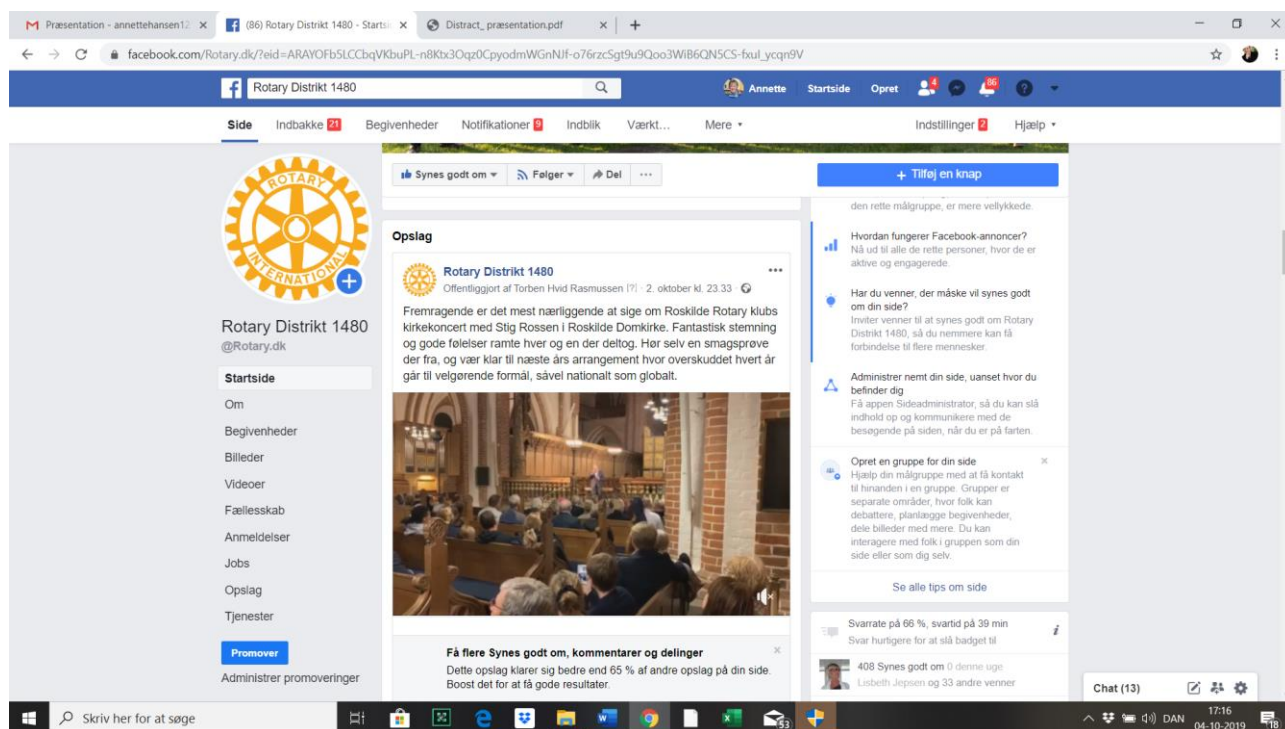 Præsentation - annettehansen12
(86) Rotary Distrikt 1480 - Starts
Distract_ præsentation.pdf
facebook.com/Rotary.dk/?eid=ARAYOFb5LCCbqVKbuPL-n8Ktx3Oqz0CpyodmWGnNJf-o76rzcSgt9u9Qoo3WiB6QN5CS-fxul_ycqn9V
Rotary Distrikt 1480
Annette Startside Opret 4 86
Side Indbakke 21 Begivenheder Notifikationer 9 Indblik Værkt... Mere Indstillinger 2 Hjælp
ROTARY
INTERNATIONAL
Rotary Distrikt 1480
@Rotary.dk
Startside
Om
Begivenheder
Billeder
Videoer
Fællesskab
Anmeldelser
Jobs
Opslag
Tjenester
Promover
Administrer promoveringer
Synes godt om Følger Del ...
+ Tilføj en knap
Opslag
Rotary Distrikt 1480
Offentliggjort af Torben Hvid Rasmussen [?] · 2. oktober kl. 23.33 ·
Fremragende er det mest nærliggende at sige om Roskilde Rotary klubs
kirkekoncert med Stig Rossen i Roskilde Domkirke. Fantastisk stemning
og gode følelser ramte hver og en der deltog. Hør selv en smagsprøve
der fra, og vær klar til næste års arrangement hvor overskuddet hvert år
går til velgørende formål, såvel nationalt som globalt.
Få flere Synes godt om, kommentarer og delinger
Dette opslag klarer sig bedre end 65 % af andre opslag på din side.
Boost det for at få gode resultater.
den rette målgruppe, er mere vellykkede.
Hvordan fungerer Facebook-annoncer?
Nå ud til alle de rette personer, hvor de er
aktive og engagerede.
Har du venner, der måske vil synes godt
om din side?
Inviter venner til at synes godt om Rotary
Distrikt 1480, så du nemmere kan få
forbindelse til flere mennesker.
Administrer nemt din side, uanset hvor du
befinder dig
Få appen Sideadministrator, så du kan slå
indhold op og kommunikere med de
besøgende på siden, når du er på farten.
Opret en gruppe for din side
Hjælp din målgruppe med at få kontakt
til hinanden i en gruppe. Grupper er
separate områder, hvor folk kan
debattere, planlægge begivenheder,
dele billeder med mere. Du kan
interagere med folk i gruppen som din
side eller som dig selv.
Se alle tips om side
Svarrate på 66 %, svartid på 39 min
Svar hurtigere for at slå badget til
408 Synes godt om 0 denne uge
Lisbeth Jepsen og 33 andre venner
Chat (13)
Skriv her for at søge
53
DAN
17:16
04-10-2019
18